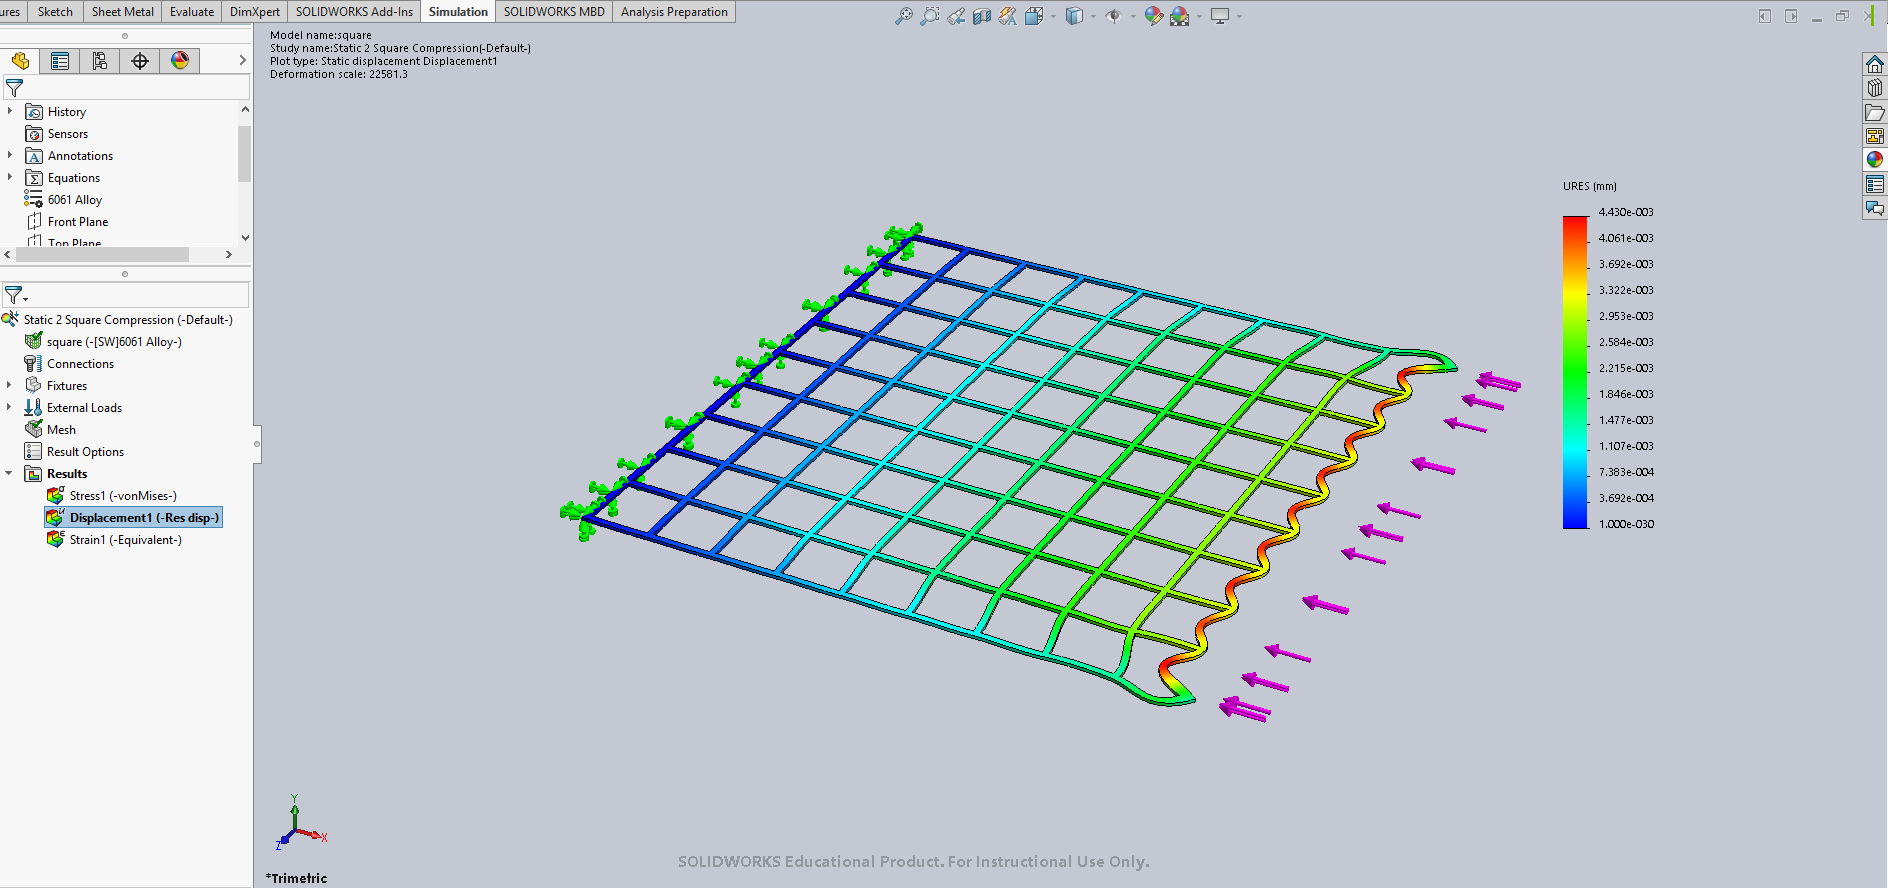 ures Sketch Sheet Metal Evaluate DimXpert SOLIDWORKS Add-Ins Simulation SOLIDWORKS MBD Analysis Preparation
Model name:square
Study name:Static 2 Square Compression(-Default-)
Plot type: Static displacement Displacement1
Deformation scale: 22581.3
History
Sensors
Annotations
Equations
6061 Alloy
Front Plane
Top Plane
Static 2 Square Compression (-Default-)
square (-[SW]6061 Alloy-)
Connections
Fixtures
External Loads
Mesh
Result Options
Results
Stress1 (-vonMises-)
Displacement1 (-Res disp-)
Strain1 (-Equivalent-)
URES (mm)
4.430e-003
4.061e-003
3.692e-003
3.322e-003
2.953e-003
2.584e-003
2.215e-003
1.846e-003
1.477e-003
1.107e-003
7.383e-004
3.692e-004
1.000e-030
Y
X
Z
SOLIDWORKS Educational Product. For Instructional Use Only.
*Trimetric